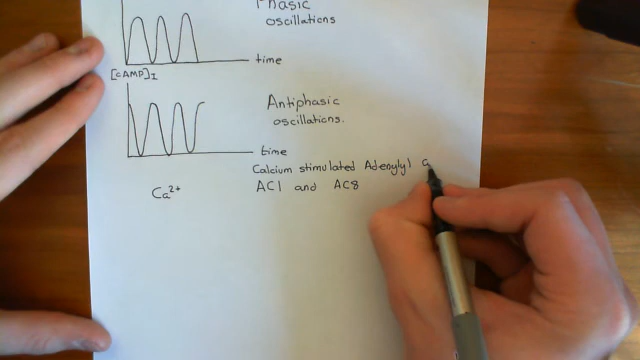 Phasic
oscillations
time
[cAMP]I
Antiphasic
oscillations.
time
Calcium stimulated Adenylyl c
Ca2+
AC1 and AC8